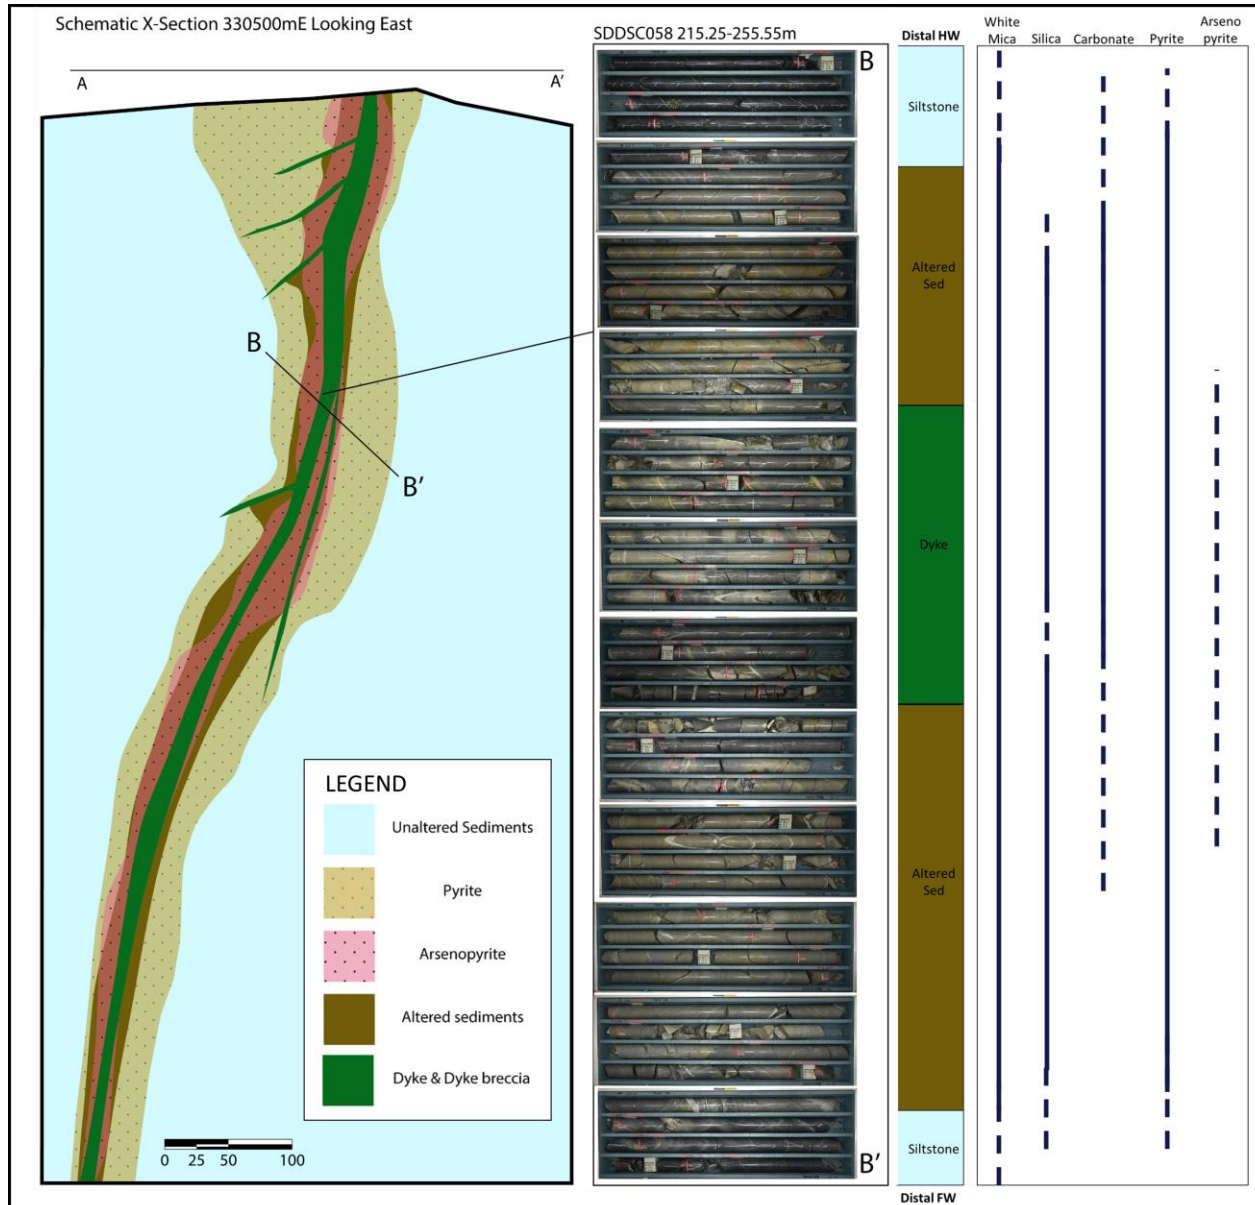 Schematic X-Section 330500mE Looking East
A
A'
B
B'
LEGEND
Unaltered Sediments
Pyrite
Arsenopyrite
Altered sediments
Dyke & Dyke breccia
0 25 50 100
SDDSC058 215.25-255.55m
B
B'
Distal HW
Siltstone
Altered
Sed
Dyke
Altered
Sed
Siltstone
Distal FW
White
Mica
Silica
Carbonate
Pyrite
Arseno
pyrite